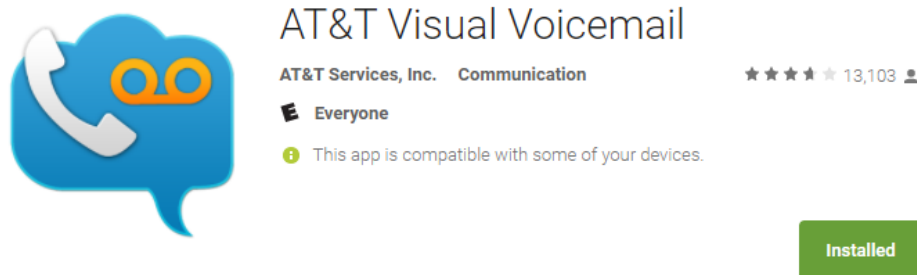 AT&T Visual Voicemail
AT&T Services, Inc. Communication
13,103
E Everyone
This app is compatible with some of your devices.
Installed